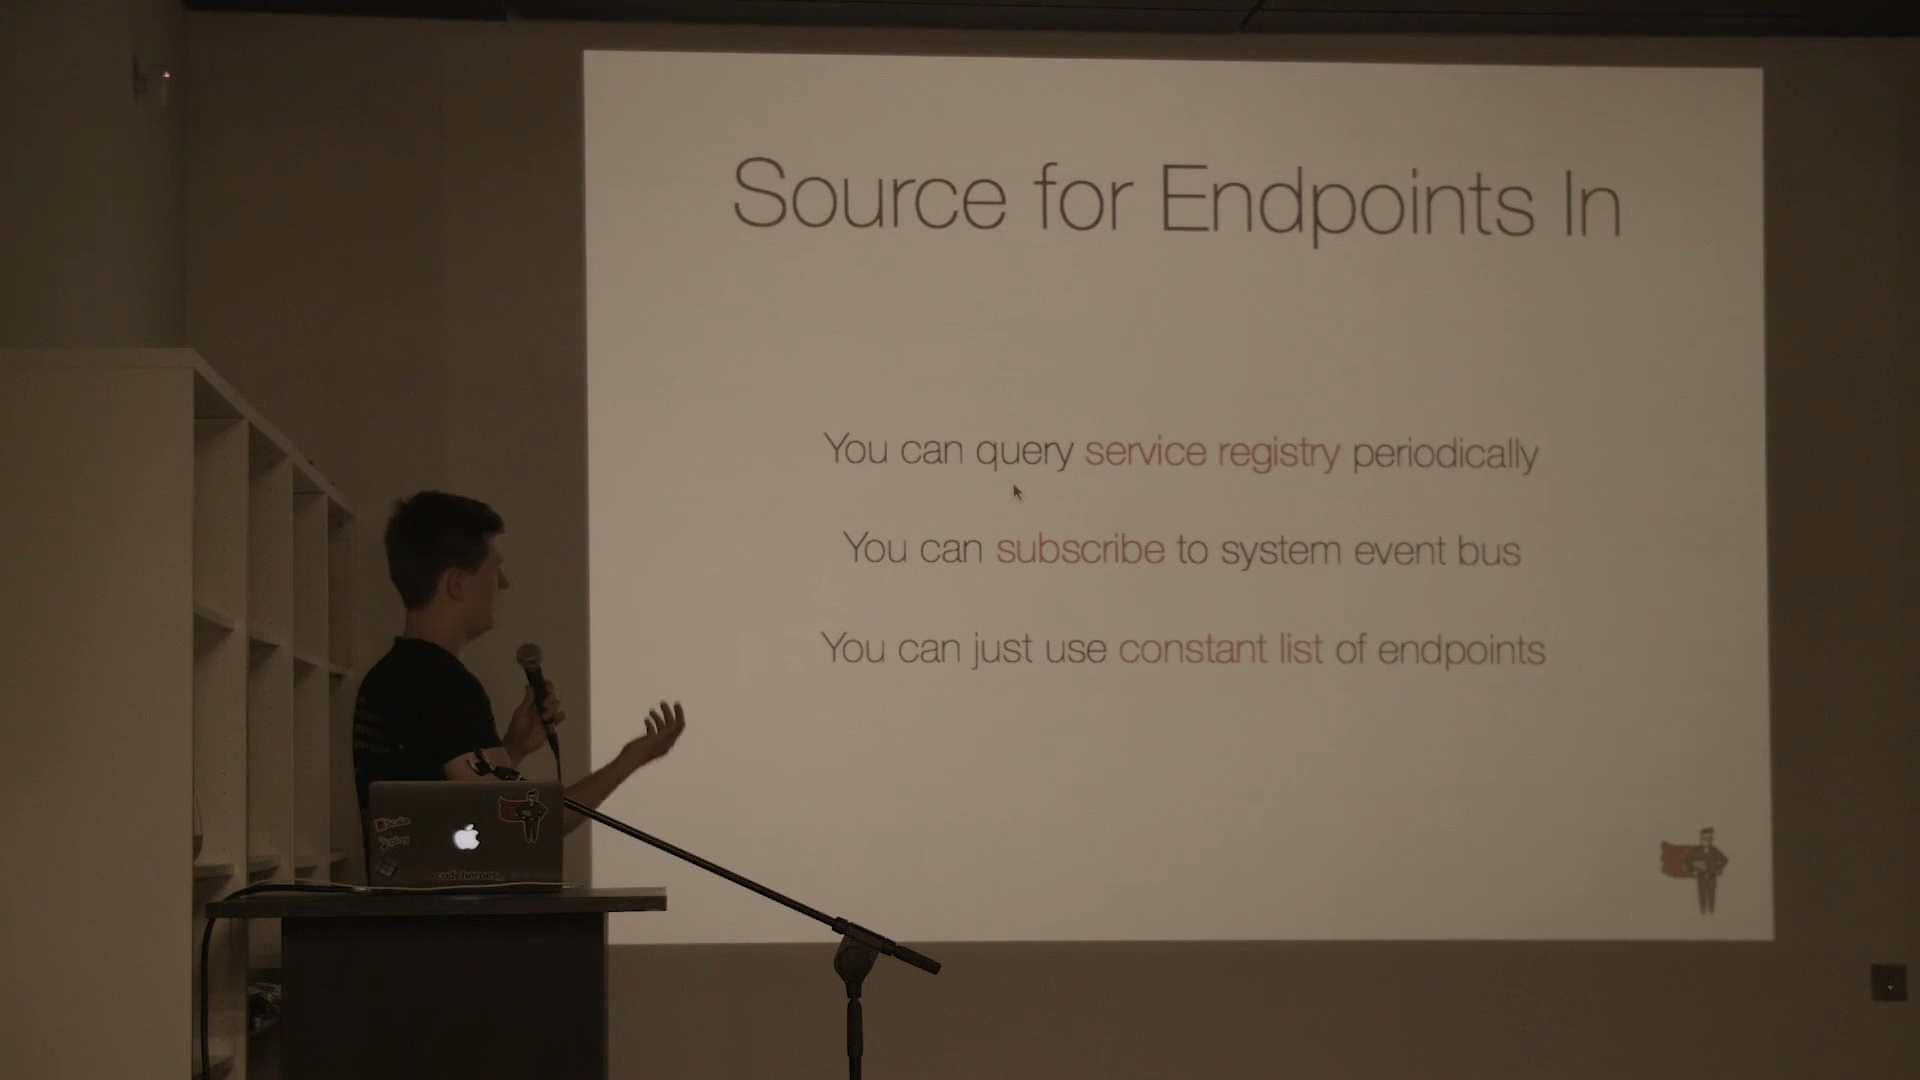 Source for Endpoints In
You can query service registry periodically
You can subscribe to system event bus
You can just use constant list of endpoints
codeheroes